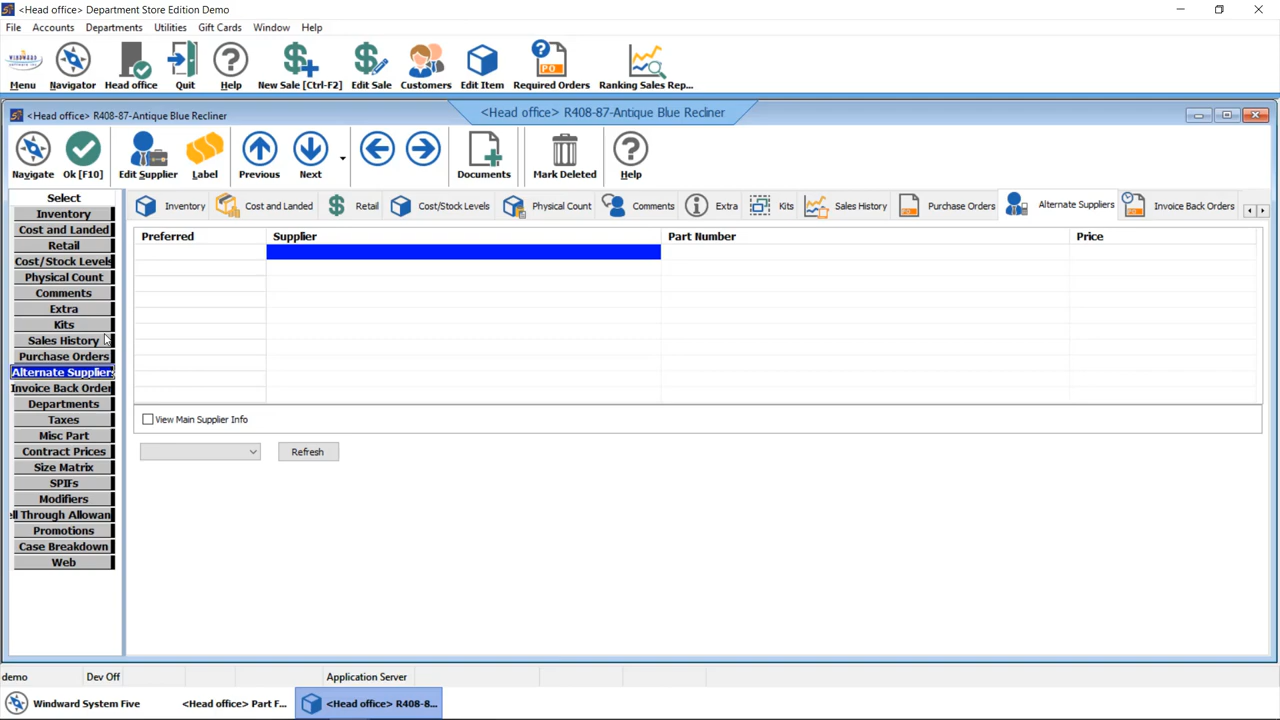 <Head office> Department Store Edition Demo
File Accounts Departments Utilities Gift Cards Window Help
WINDWARD
Menu Navigator Head office Quit Help New Sale [Ctrl-F2] Edit Sale Customers Edit Item Required Orders Ranking Sales Rep...
PO
<Head office> R408-87-Antique Blue Recliner
<Head office> R408-87-Antique Blue Recliner
Navigate Ok [F10] Edit Supplier Label Previous Next Documents Mark Deleted Help
Select
Inventory Cost and Landed Retail Cost/Stock Levels Physical Count Comments Extra Kits Sales History Purchase Orders Alternate Suppliers Invoice Back Orders
Inventory
Cost and Landed
Retail
Cost/Stock Levels
Physical Count
Comments
Extra
Kits
Sales History
Purchase Orders
Alternate Suppliers
Invoice Back Order
Departments
Taxes
Misc Part
Contract Prices
Size Matrix
SPIFs
Modifiers
ll Through Allowan
Promotions
Case Breakdown
Web
Preferred Supplier Part Number Price
View Main Supplier Info
Refresh
demo Dev Off Application Server
Windward System Five <Head office> Part F... <Head office> R408-8...